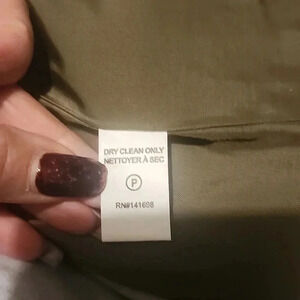 DRY CLEAN ONLY
NETTOYER À SEC
P
RN#141698